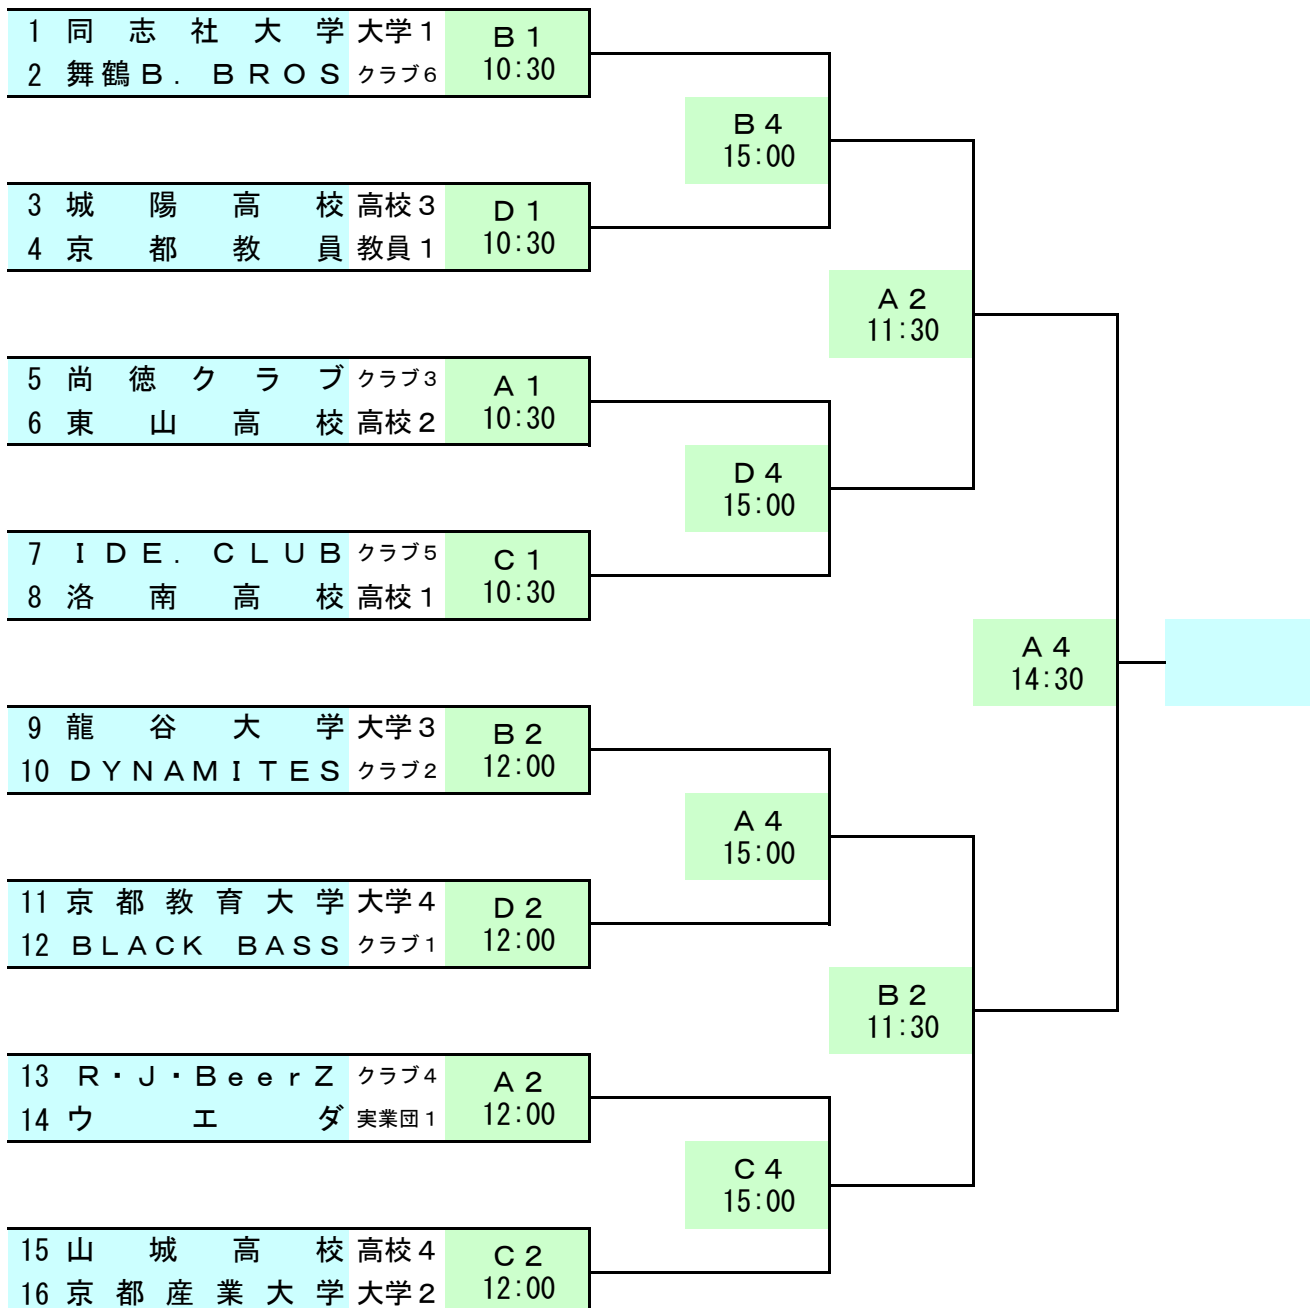 1 同志社大学 大学1
B1
10:30
2 舞鶴B. BROS クラブ6
B4
15:00
3 城陽高校 高校3
D1
10:30
4 京都教員 教員1
A2
11:30
5 尚徳クラブ クラブ3
A1
10:30
6 東山高校 高校2
D4
15:00
7 IDE. CLUB クラブ5
C1
10:30
8 洛南高校 高校1
A4
14:30
9 龍谷大学 大学3
B2
12:00
10 DYNAMITES クラブ2
A4
15:00
11 京都教育大学 大学4
D2
12:00
12 BLACK BASS クラブ1
B2
11:30
13 R・J・BeerZ クラブ4
A2
12:00
14 ウエダ 実業団1
C4
15:00
15 山城高校 高校4
C2
12:00
16 京都産業大学 大学2